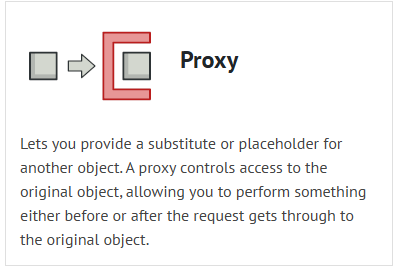 Proxy
Lets you provide a substitute or placeholder for
another object. A proxy controls access to the
original object, allowing you to perform something
either before or after the request gets through to
the original object.